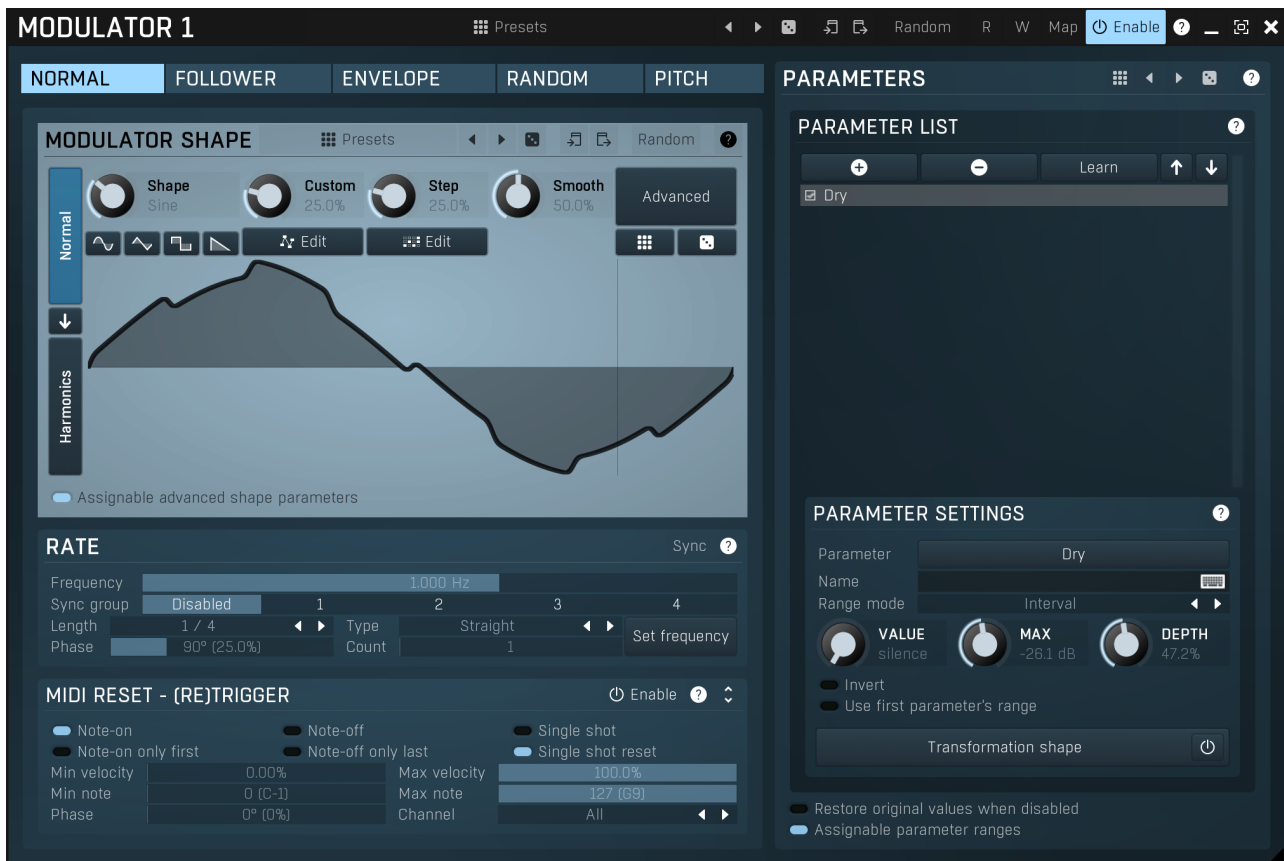 MODULATOR 1 Presets Random R W Map Enable ?
NORMAL FOLLOWER ENVELOPE RANDOM PITCH
MODULATOR SHAPE Presets Random ?
Shape Custom Step Smooth
Sine 25.0% 25.0% 50.0%
Advanced
Normal
Edit Edit
Harmonics
Assignable advanced shape parameters
RATE Sync ?
Frequency 1.000 Hz
Sync group Disabled 1 2 3 4
Length 1 / 4 Type Straight
Set frequency
Phase 90° (25.0%) Count 1
MIDI RESET - (RE)TRIGGER Enable ?
Note-on Note-off Single shot
Note-on only first Note-off only last Single shot reset
Min velocity 0.00% Max velocity 100.0%
Min note 0 (C-1) Max note 127 (G9)
Phase 0° (0%) Channel All
PARAMETERS ?
PARAMETER LIST ?
Learn
Dry
PARAMETER SETTINGS ?
Parameter Dry
Name
Range mode Interval
VALUE MAX DEPTH
silence -26.1 dB 47.2%
Invert
Use first parameter's range
Transformation shape
Restore original values when disabled
Assignable parameter ranges